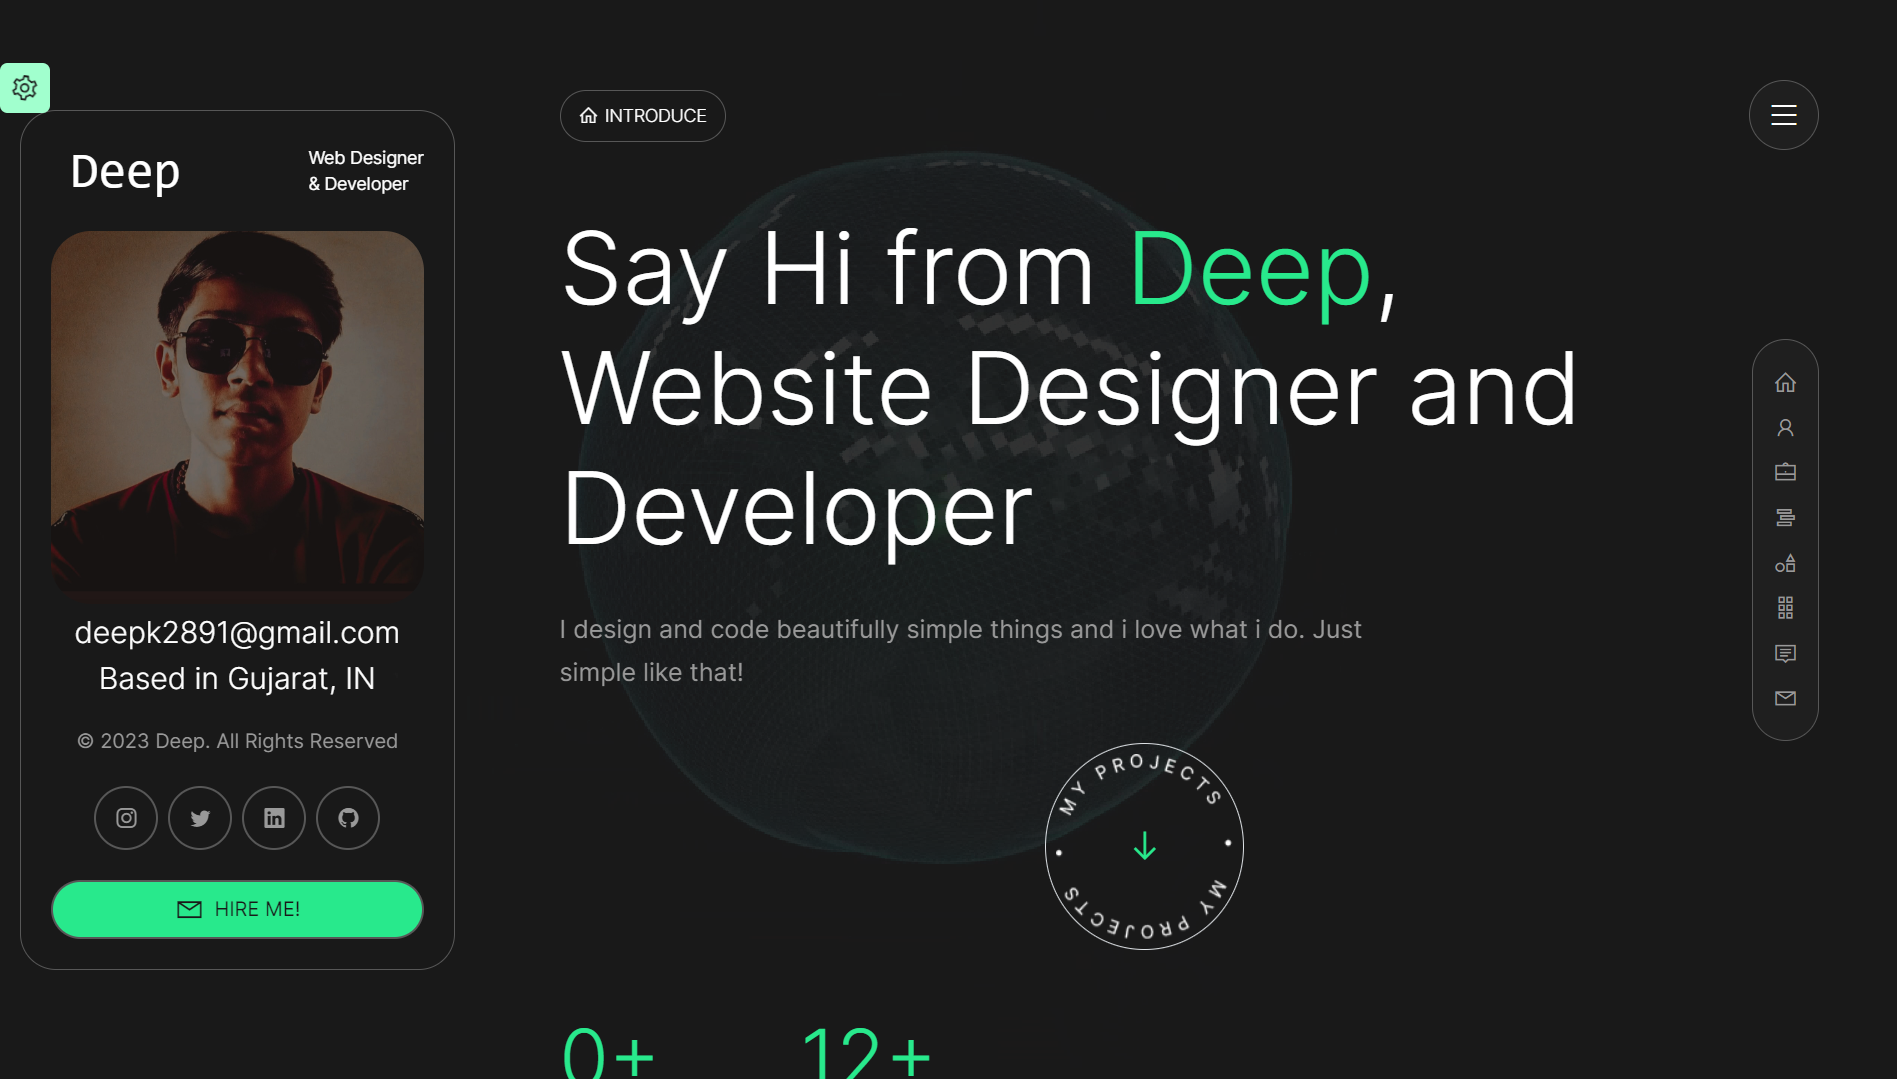 Deep
Web Designer
& Developer
deepk2891@gmail.com
Based in Gujarat, IN
© 2023 Deep. All Rights Reserved
HIRE ME!
INTRODUCE
Say Hi from Deep,
Website Designer and
Developer
I design and code beautifully simple things and i love what i do. Just
simple like that!
MY PROJECTS • MY PROJECTS •
0+
12+